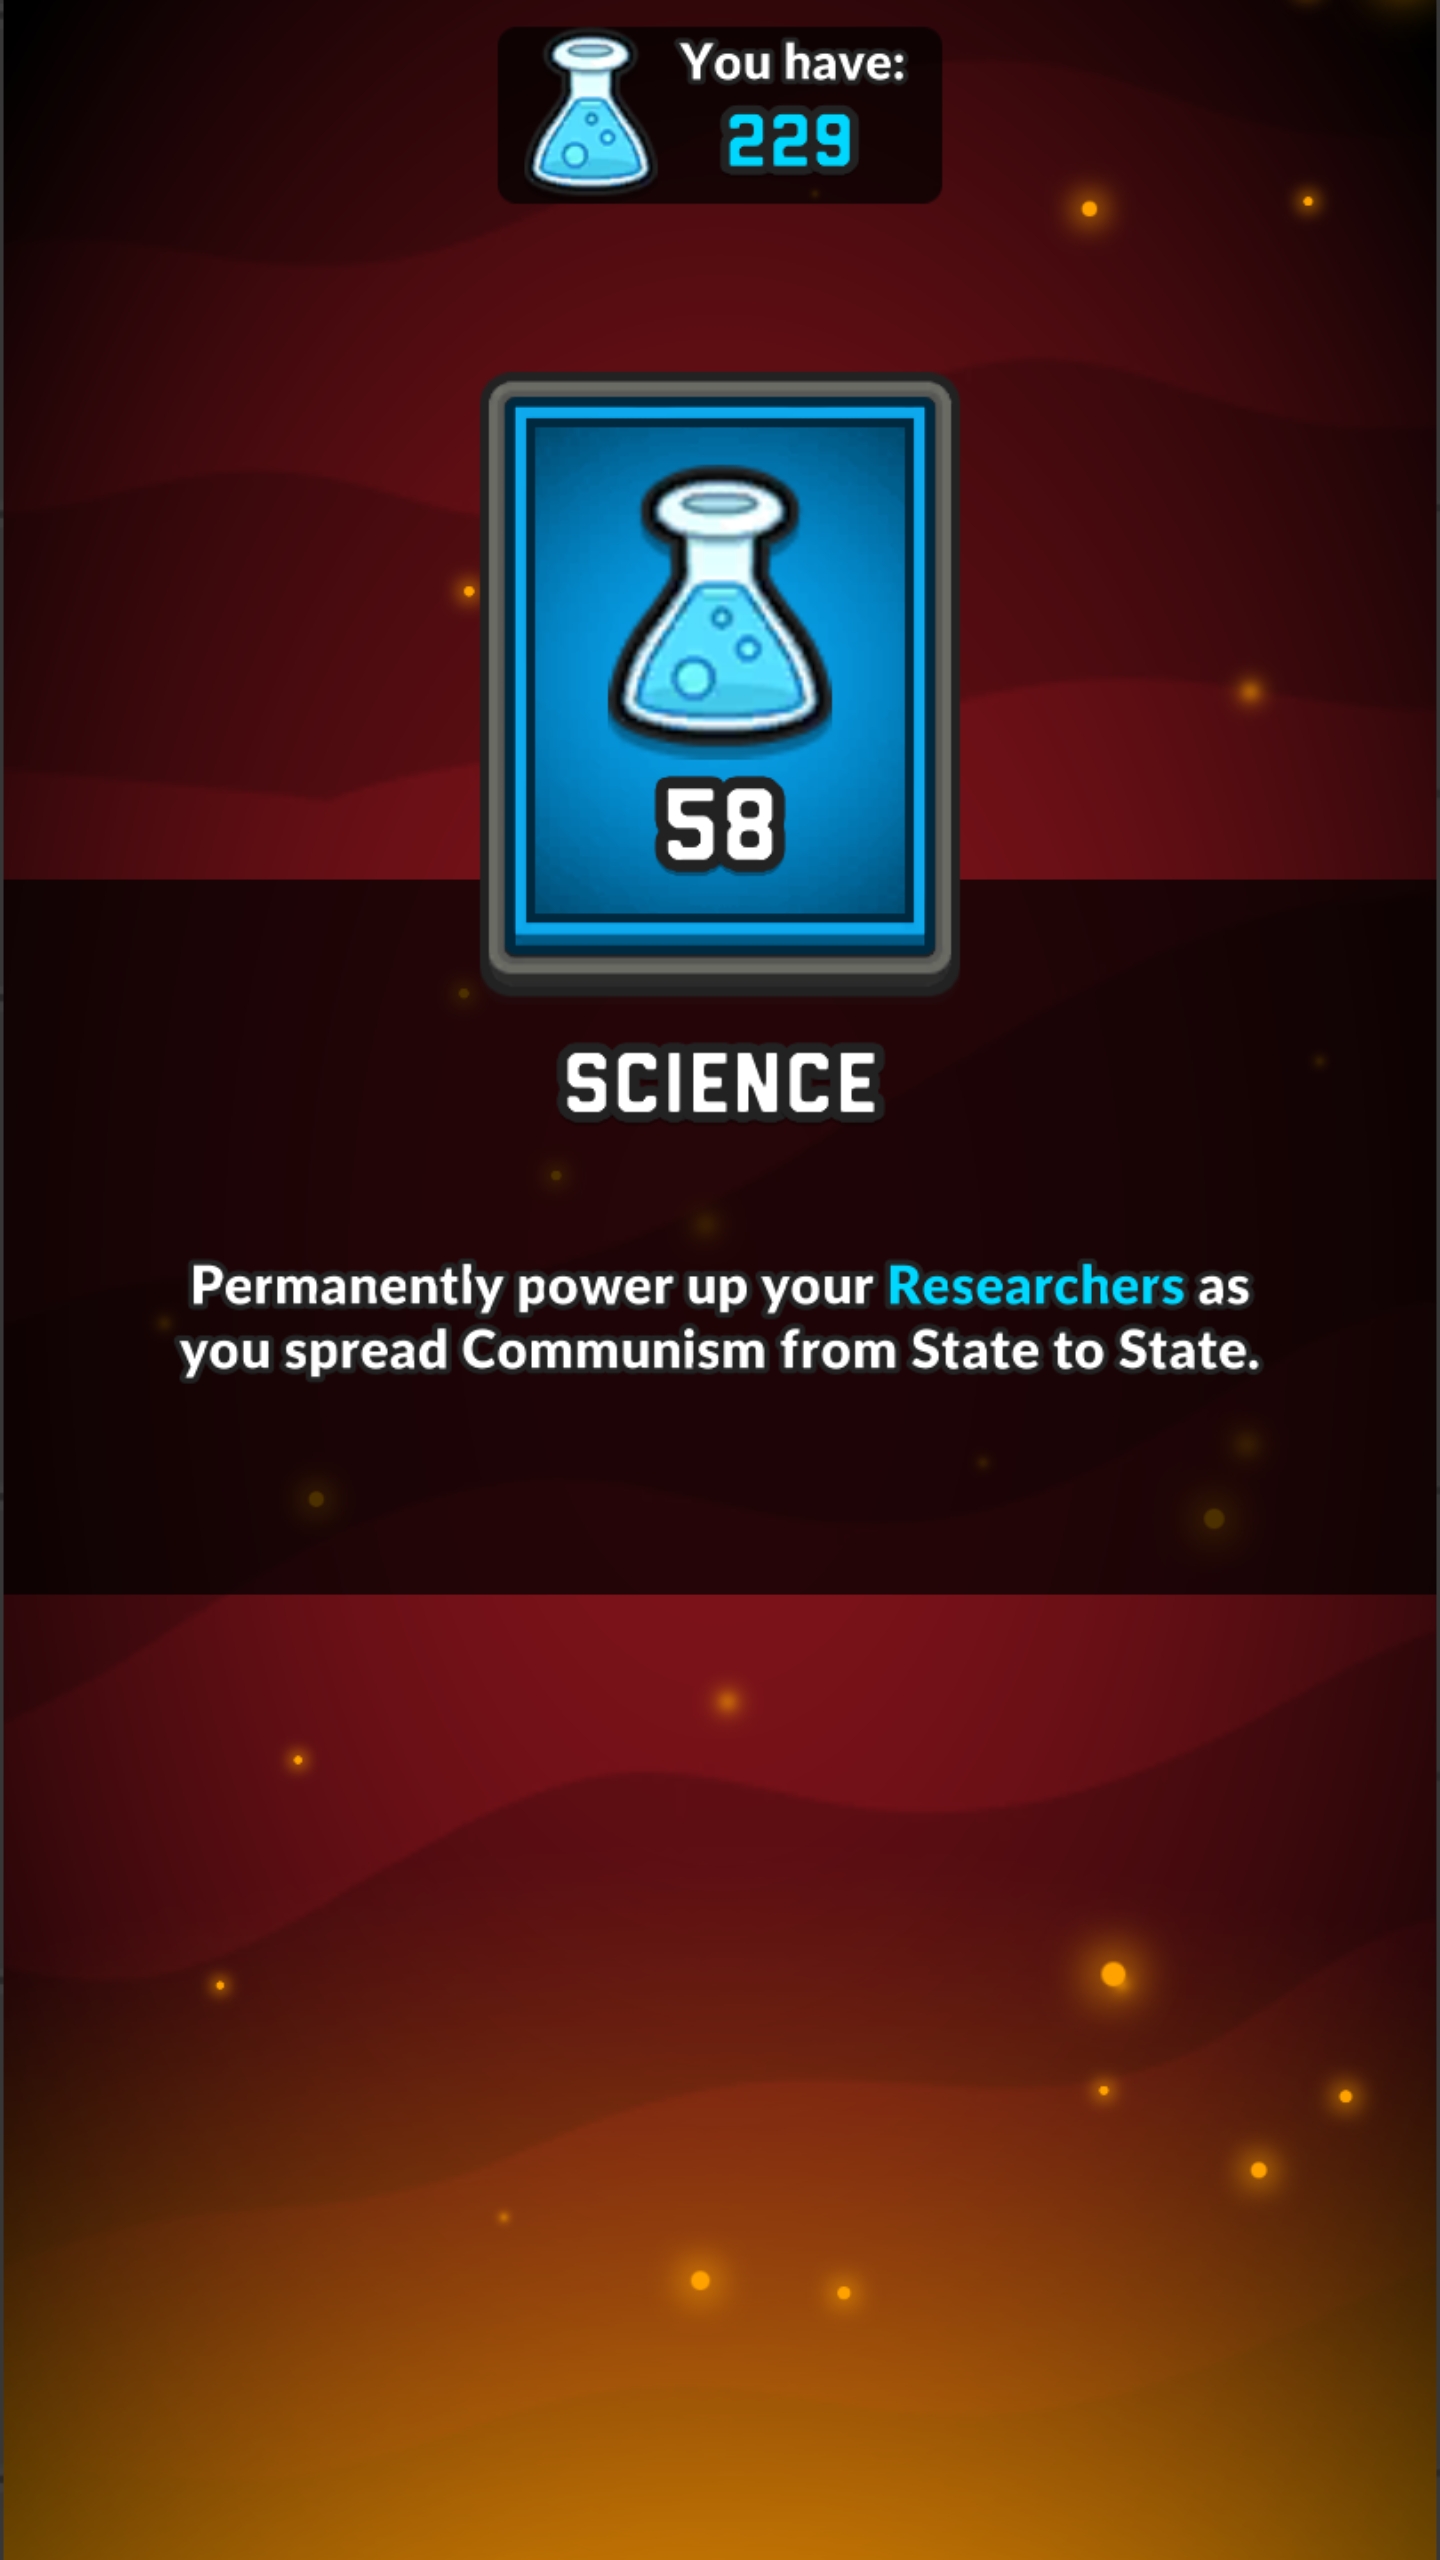 You have:
229
58
SCIENCE
Permanently power up your Researchers as
you spread Communism from State to State.